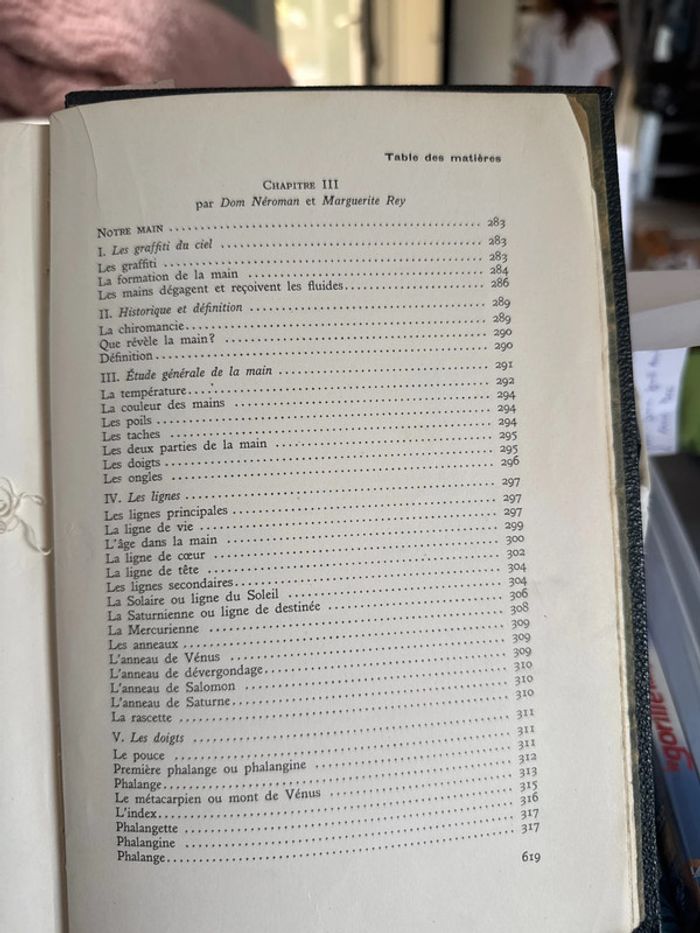 Table des matières
CHAPITRE III
par Dom Néroman et Marguerite Rey
NOTRE MAIN ........ 283
I. Les graffiti du ciel ........ 283
Les graffiti ........ 283
La formation de la main ........ 284
Les mains dégagent et reçoivent les fluides ........ 286
II. Historique et définition ........ 289
La chiromancie ........ 289
Que révèle la main? ........ 290
Définition ........ 290
III. Étude générale de la main ........ 291
La température ........ 292
La couleur des mains ........ 294
Les poils ........ 294
Les taches ........ 294
Les deux parties de la main ........ 295
Les doigts ........ 295
Les ongles ........ 296
IV. Les lignes ........ 297
Les lignes principales ........ 297
La ligne de vie ........ 297
L'âge dans la main ........ 299
La ligne de cœur ........ 300
La ligne de tête ........ 302
Les lignes secondaires ........ 304
La Solaire ou ligne du Soleil ........ 304
La Saturnienne ou ligne de destinée ........ 306
La Mercurienne ........ 308
Les anneaux ........ 309
L'anneau de Vénus ........ 309
L'anneau de dévergondage ........ 309
L'anneau de Salomon ........ 310
L'anneau de Saturne ........ 310
La rascette ........ 310
V. Les doigts ........ 311
Le pouce ........ 311
Première phalange ou phalangine ........ 311
Phalange ........ 312
Le métacarpien ou mont de Vénus ........ 313
L'index ........ 315
Phalangette ........ 316
Phalangine ........ 317
Phalange ........ 317
619
gorille